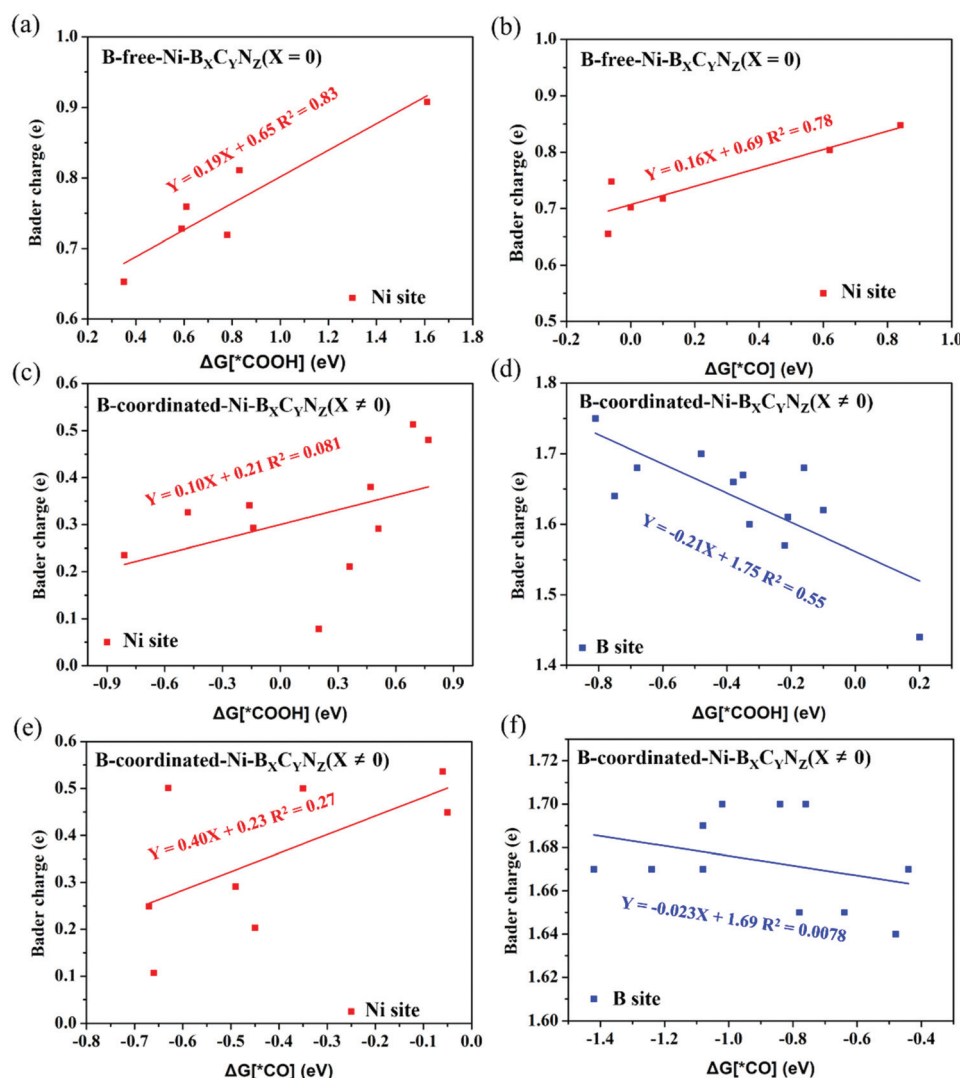 (a)
B-free-Ni-BXCYNZ(X = 0)
Y = 0.19X + 0.65 R² = 0.83
Ni site
Bader charge (e)
1.0
0.9
0.8
0.7
0.6
0.2 0.4 0.6 0.8 1.0 1.2 1.4 1.6 1.8
ΔG[*COOH] (eV)
(b)
B-free-Ni-BXCYNZ(X = 0)
Y = 0.16X + 0.69 R² = 0.78
Ni site
Bader charge (e)
1.0
0.9
0.8
0.7
0.6
0.5
-0.2 0.0 0.2 0.4 0.6 0.8 1.0
ΔG[*CO] (eV)
(c)
B-coordinated-Ni-BXCYNZ(X ≠ 0)
Y = 0.10X + 0.21 R² = 0.081
Ni site
Bader charge (e)
0.6
0.5
0.4
0.3
0.2
0.1
0.0
-0.9 -0.6 -0.3 0.0 0.3 0.6 0.9
ΔG[*COOH] (eV)
(d)
B-coordinated-Ni-BXCYNZ(X ≠ 0)
Y = -0.21X + 1.75 R² = 0.55
B site
Bader charge (e)
1.8
1.7
1.6
1.5
1.4
-0.8 -0.6 -0.4 -0.2 0.0 0.2
ΔG[*COOH] (eV)
(e)
B-coordinated-Ni-BXCYNZ(X ≠ 0)
Y = 0.40X + 0.23 R² = 0.27
Ni site
Bader charge (e)
0.6
0.5
0.4
0.3
0.2
0.1
0.0
-0.8 -0.7 -0.6 -0.5 -0.4 -0.3 -0.2 -0.1 0.0
ΔG[*CO] (eV)
(f)
B-coordinated-Ni-BXCYNZ(X ≠ 0)
Y = -0.023X + 1.69 R² = 0.0078
B site
Bader charge (e)
1.72
1.70
1.68
1.66
1.64
1.62
1.60
-1.4 -1.2 -1.0 -0.8 -0.6 -0.4
ΔG[*CO] (eV)